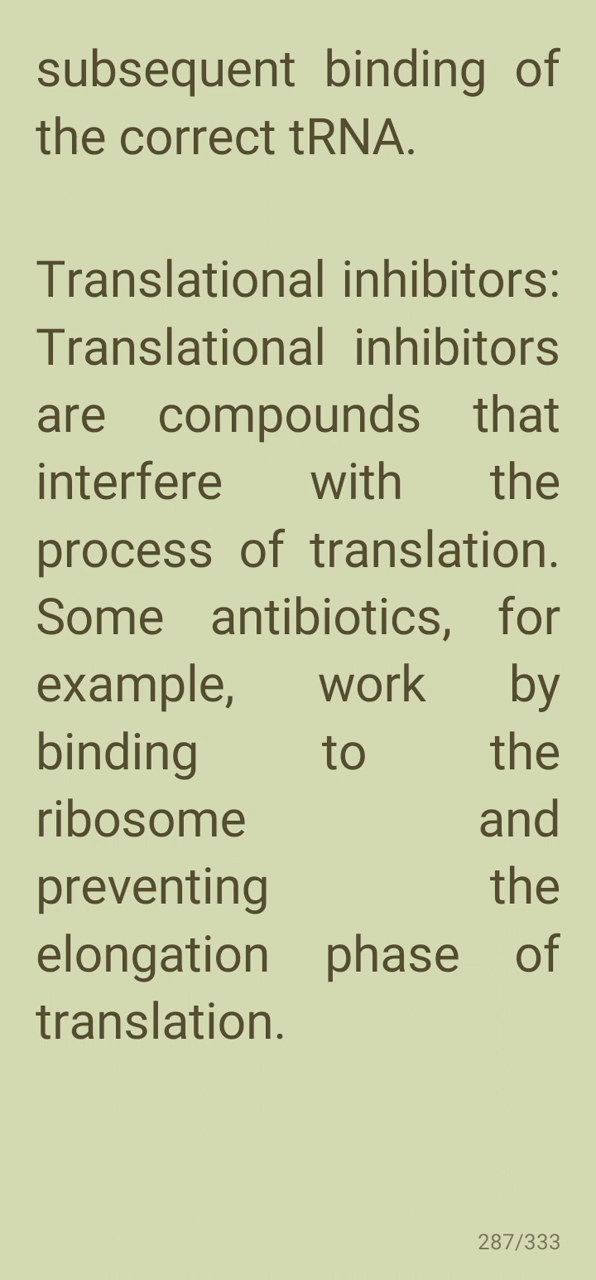 subsequent binding of
the correct tRNA.
Translational inhibitors:
Translational inhibitors
are compounds that
interfere with the
process of translation.
Some antibiotics, for
example, work by
binding to the
ribosome and
preventing the
elongation phase of
translation.
287/333